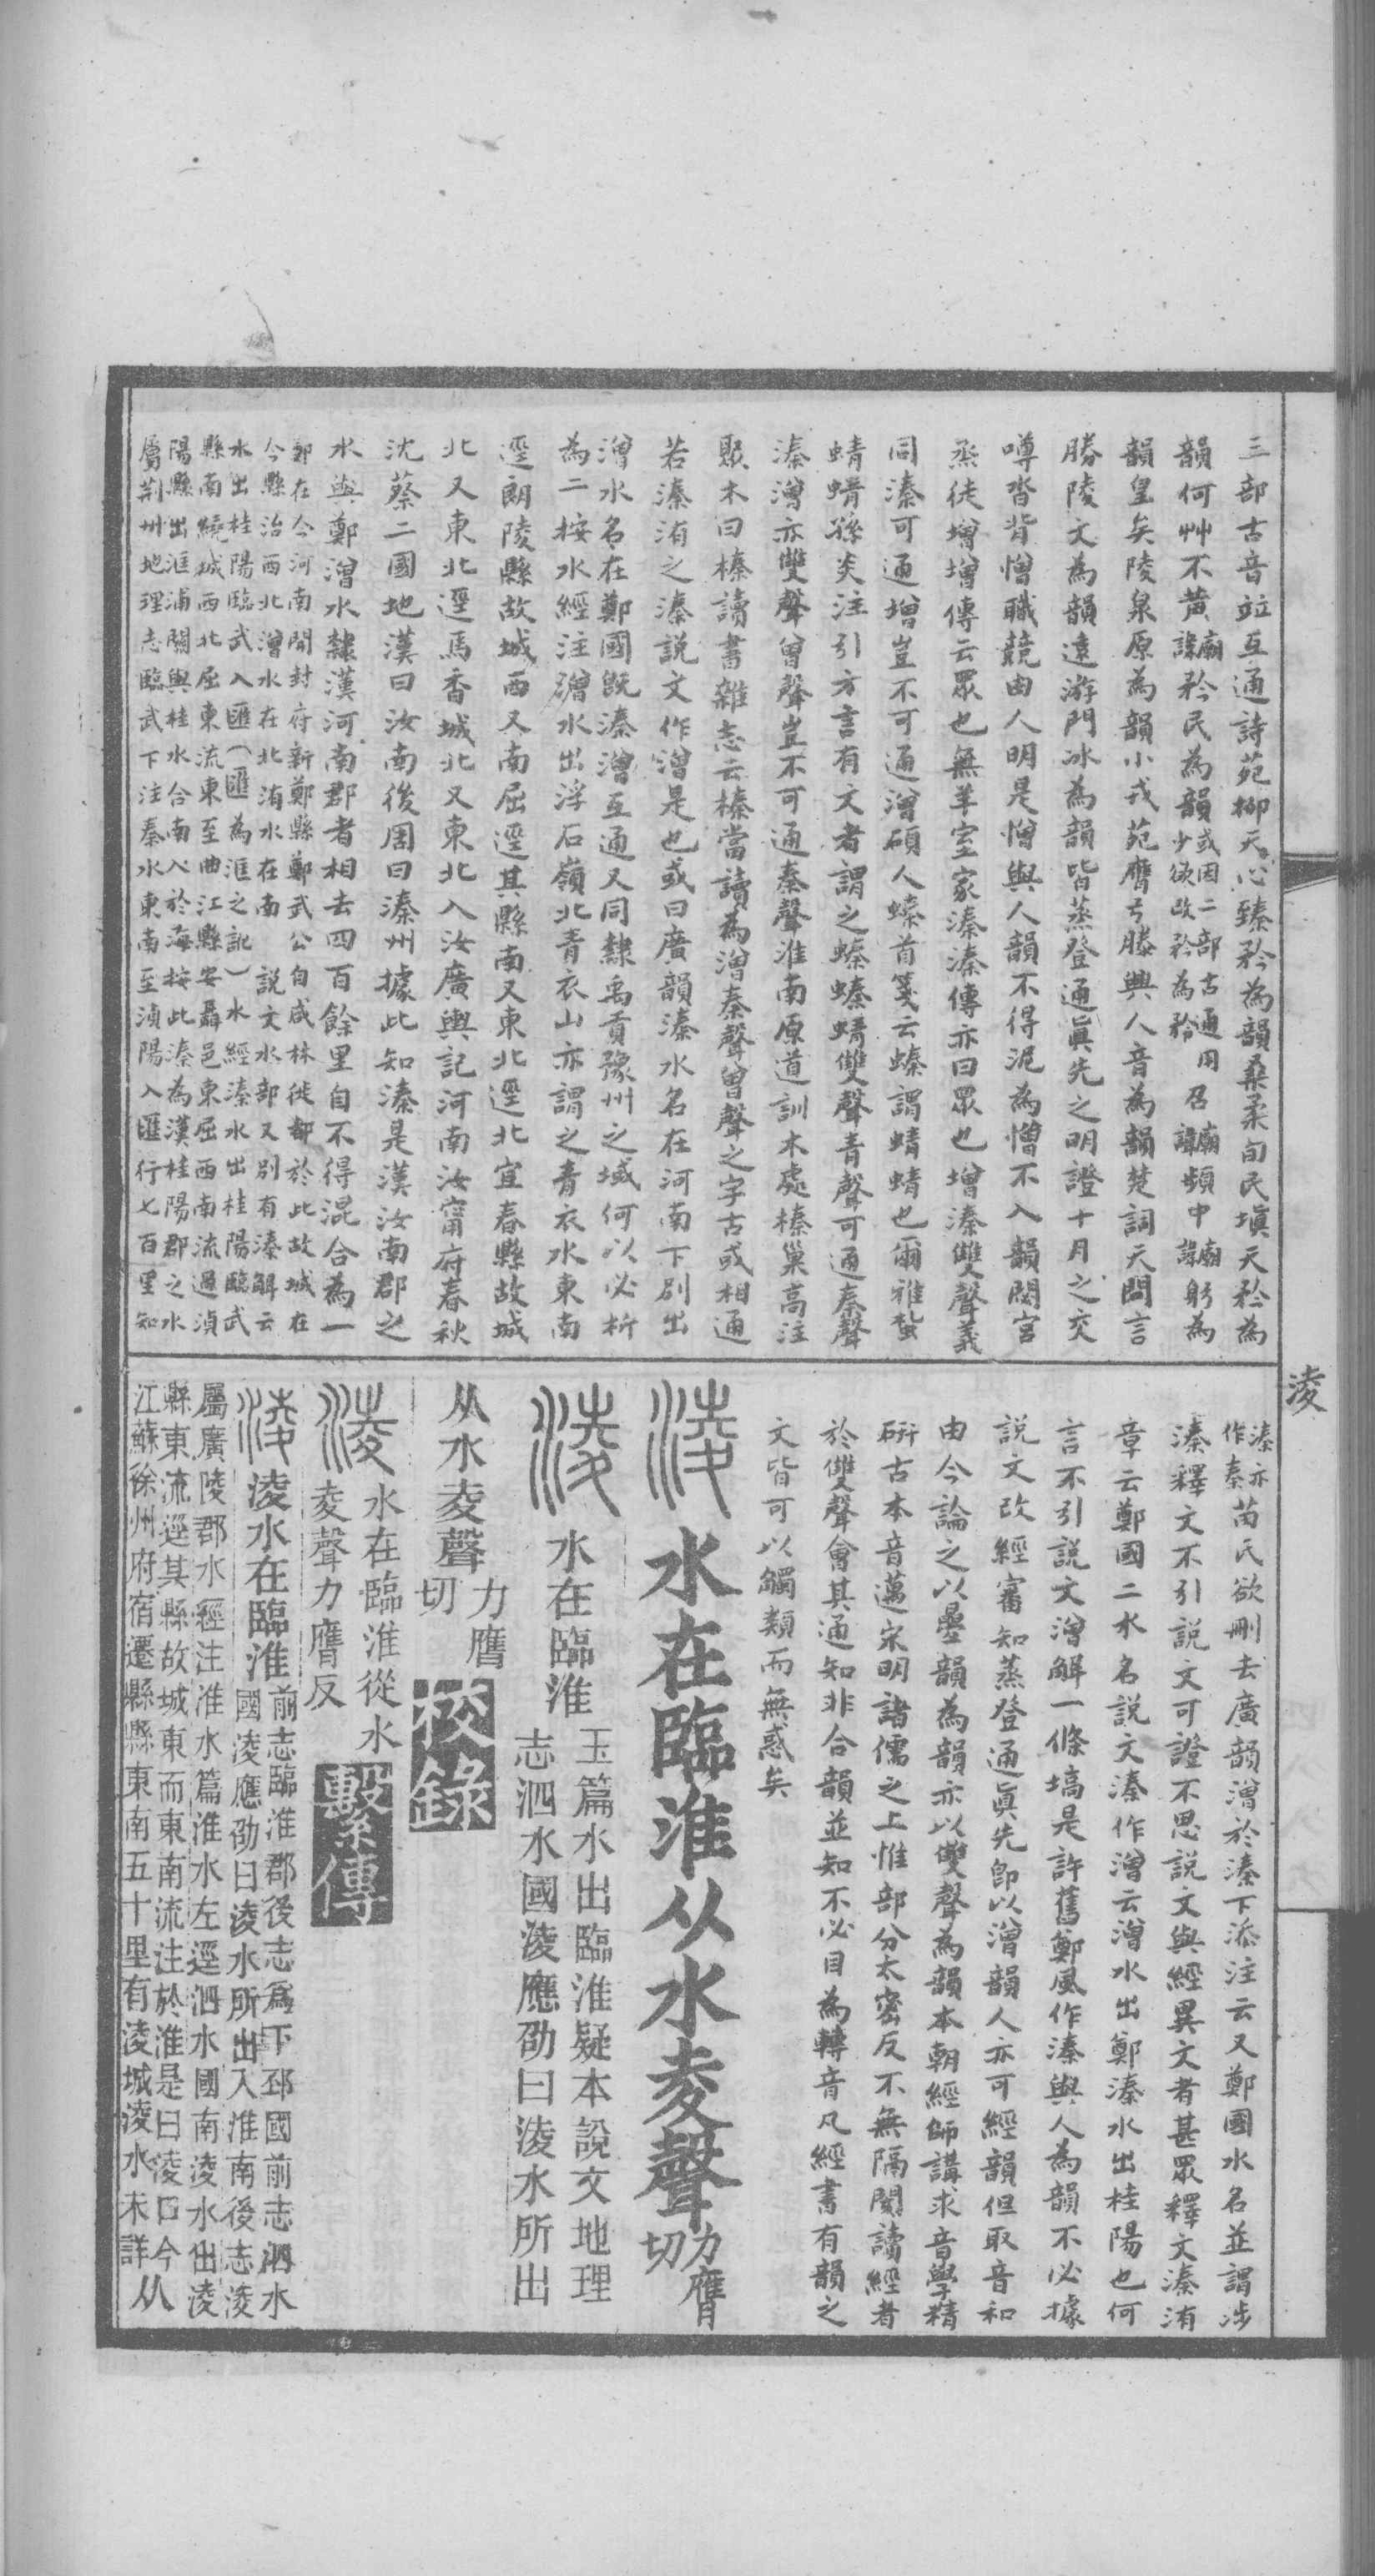 三部古音竝互通詩菀柳天心臻矜為韻桑柔旬民塡天矜為
韻何艸不黄矜民為韻或因二部古通用召頻中躬為
少欲改矜為矝
韻皇矣陵泉原為韻小戎苑膺弓縢興人音為韻楚詞天問言
勝陵文為韻遠游門冰為韻皆蒸登通眞先之明證十月之交
噂沓背憎職競由人明是憎與人韻不得泥為憎不入韻閟宮
烝徒增增傳云眾也無羊室家溱溱傳亦曰眾也增溱雙聲義
同溱可通增豈不可通潧碩人螓首箋云螓謂蜻蜻也爾雅蚻
蜻蜻孫炎注引方言有文者謂之螓螓蜻雙聲青聲可通秦聲
溱潧亦雙聲曾聲豈不可通秦聲淮南原道訓木處榛巢高注
聚木曰榛讀書雜志云榛當讀為潧秦聲曾聲之字古或相通
若溱洧之溱説文作潧是也或曰廣韻溱水名在河南下別出
潧水名在鄭國旣溱潧互通又同隸禹貢豫州之域何以必析
為二按水經注溱水出浮石嶺北青衣山亦謂之青衣水東南
逕朗陵縣故城西又南屈逕其縣南又東北逕北宜春縣故城
北又東北逕馬香城北又東北入汝廣輿記河南汝甯府春秋
沈蔡二國地漢曰汝南後周曰溱州據此知溱是漢汝南郡之
水與鄭潧水隸漢河南郡者相去四百餘里自不得混合為一
鄭在今河南開封府新鄭縣鄭武公自咸林徙都於此故城在
今縣治西北潧水在北洧水在南説文水部又別有溱解云
水出桂陽臨武入匯（匯為洭之訛）水經溱水出桂陽臨武
縣南繞城西北屈東流東至曲江縣安聶邑東屈西南流過湞
陽縣出洭浦關與桂水合南入於海按此溱為漢桂陽郡之水
屬荆州地理志臨武下注秦水東南至湞陽入匯行七百里知
淩
溱亦
作秦
苗氏欲刪去廣韻潧於溱下添注云又鄭國水名並謂涉
溱釋文不引説文可證不思説文與經異文者甚眾釋文溱洧
章云鄭國二水名説文溱作潧云潧水出鄭溱水出桂陽也何
言不引説文潧解一條塙是許舊鄭風作溱與人為韻不必據
説文改經審知蒸登通眞先卽以潧韻人亦可經韻但取音和
由今論之以疊韻為韻亦以雙聲為韻本朝經師講求音學精
硏古本音邁宋明諸儒之上惟部分太密反不無隔閡讀經者
於雙聲會其通知非合韻並知不必目為轉音凡經書有韻之
文皆可以觸類而無惑矣
淩 水在臨淮从水夌聲力膺切
淩 水在臨淮玉篇水出臨淮疑本說文地理
志泗水國淩應劭曰淩水所出
从水夌聲力膺切 校錄
淩 水在臨淮從水
夌聲力膺反 繫傳
淩 淩水在臨淮前志臨淮郡後志為下邳國前志泗水
國淩應劭曰淩水所出入淮南後志淩
屬廣陵郡水經注淮水篇淮水左逕泗水國南淩水出淩
縣東流逕其縣故城東而東南流注於淮是曰淩口今
江蘇徐州府宿遷縣縣東南五十里有淩城淩水未詳从